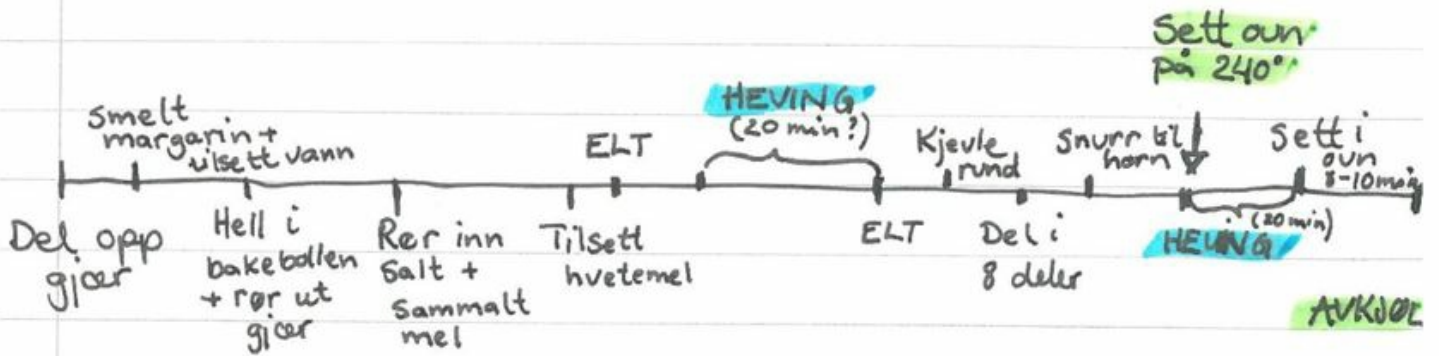 Del opp
gjær
Smelt
margarin +
tilsett vann
Hell i
bakebollen
+ rør ut
gjær
Rør inn
Salt +
Sammalt
mel
Tilsett
hvetemel
ELT
HEVING
(20 min?)
ELT
Kjevle
rund
Del i
8 deler
Snurr til
horn
Sett ovn
på 240°
HEVING
(20 min)
Sett i
ovn
8-10 min
AVKJØL